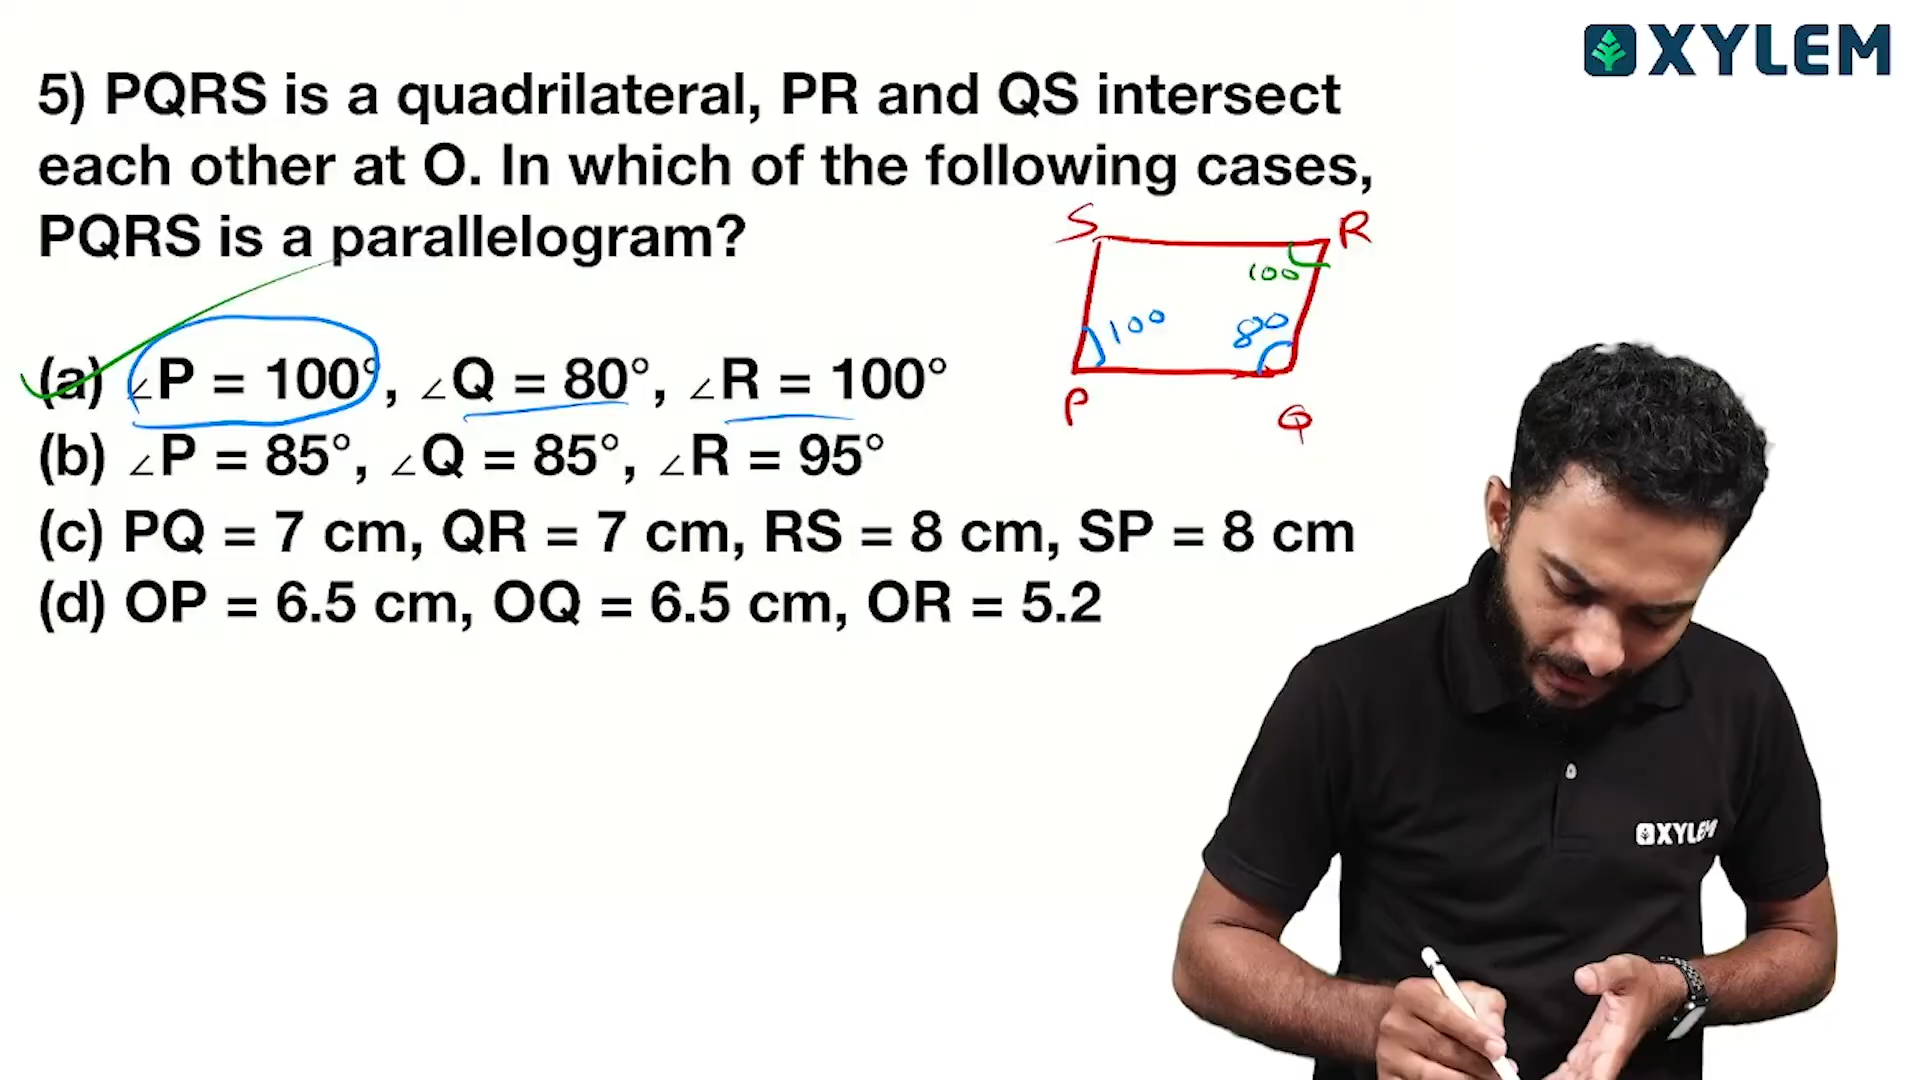 XYLEM
5) PQRS is a quadrilateral, PR and QS intersect
each other at O. In which of the following cases,
PQRS is a parallelogram?
S R
100
100 80
P Q
(a) ∠P = 100°, ∠Q = 80°, ∠R = 100°
(b) ∠P = 85°, ∠Q = 85°, ∠R = 95°
(c) PQ = 7 cm, QR = 7 cm, RS = 8 cm, SP = 8 cm
(d) OP = 6.5 cm, OQ = 6.5 cm, OR = 5.2
XYLEM